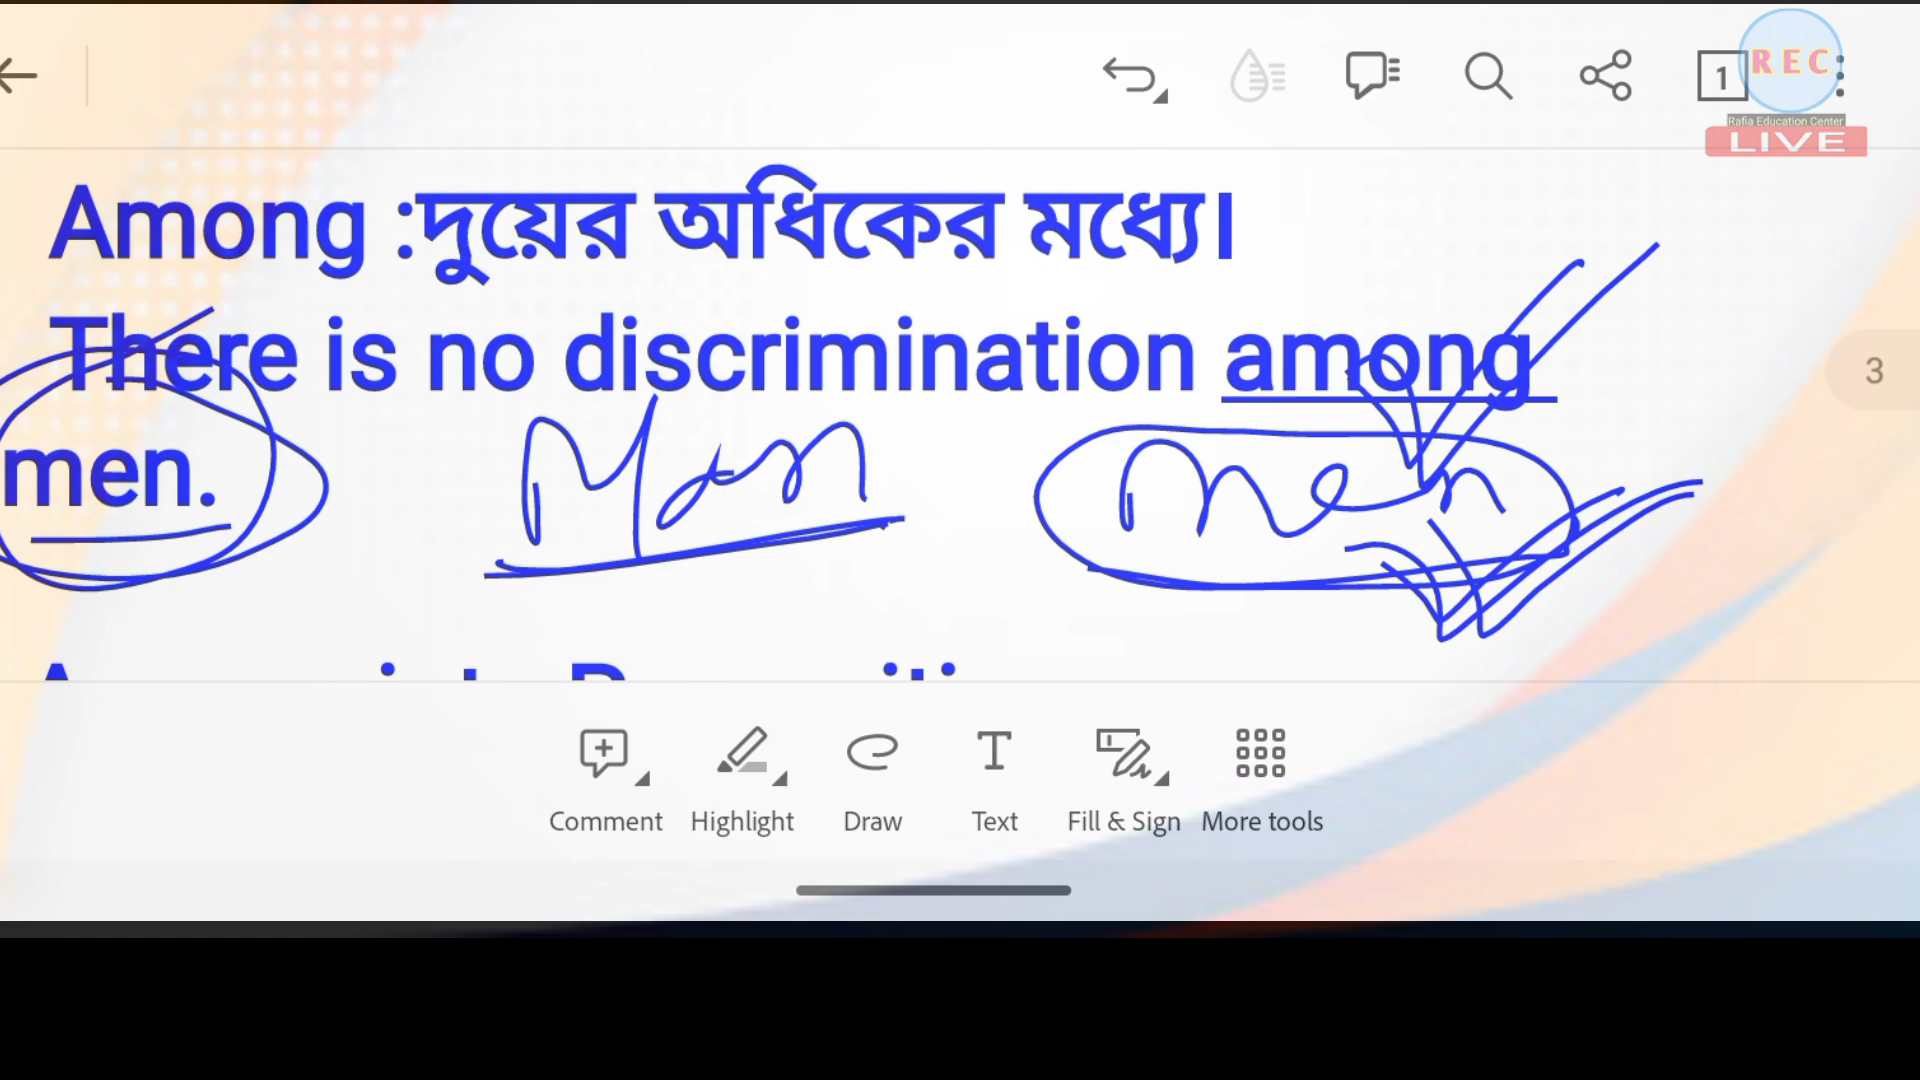 1
REC
Rafia Education Center
LIVE
Among :দুয়ের অধিকের মধ্যে।
There is no discrimination among
3
men.
Man
men
Comment
Highlight
Draw
Text
Fill & Sign
More tools